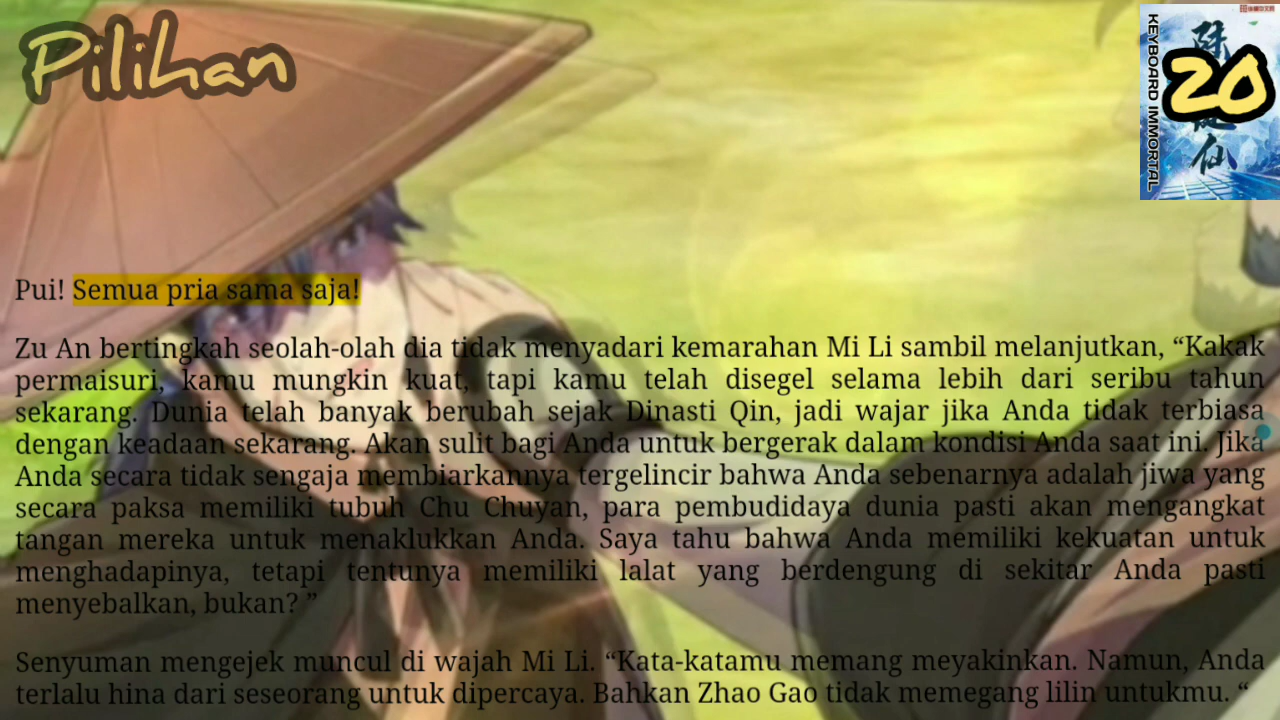 Pilihan
20
KEYBOARD IMMORTAL
仙
Pui! Semua pria sama saja!
Zu An bertingkah seolah-olah dia tidak menyadari kemarahan Mi Li sambil melanjutkan, “Kakak
permaisuri, kamu mungkin kuat, tapi kamu telah disegel selama lebih dari seribu tahun
sekarang. Dunia telah banyak berubah sejak Dinasti Qin, jadi wajar jika Anda tidak terbiasa
dengan keadaan sekarang. Akan sulit bagi Anda untuk bergerak dalam kondisi Anda saat ini. Jika
Anda secara tidak sengaja membiarkannya tergelincir bahwa Anda sebenarnya adalah jiwa yang
secara paksa memiliki tubuh Chu Chuyan, para pembudidaya dunia pasti akan mengangkat
tangan mereka untuk menaklukkan Anda. Saya tahu bahwa Anda memiliki kekuatan untuk
menghadapinya, tetapi tentunya memiliki lalat yang berdengung di sekitar Anda pasti
menyebalkan, bukan? ”
Senyuman mengejek muncul di wajah Mi Li. “Kata-katamu memang meyakinkan. Namun, Anda
terlalu hina dari seseorang untuk dipercaya. Bahkan Zhao Gao tidak memegang lilin untukmu. “